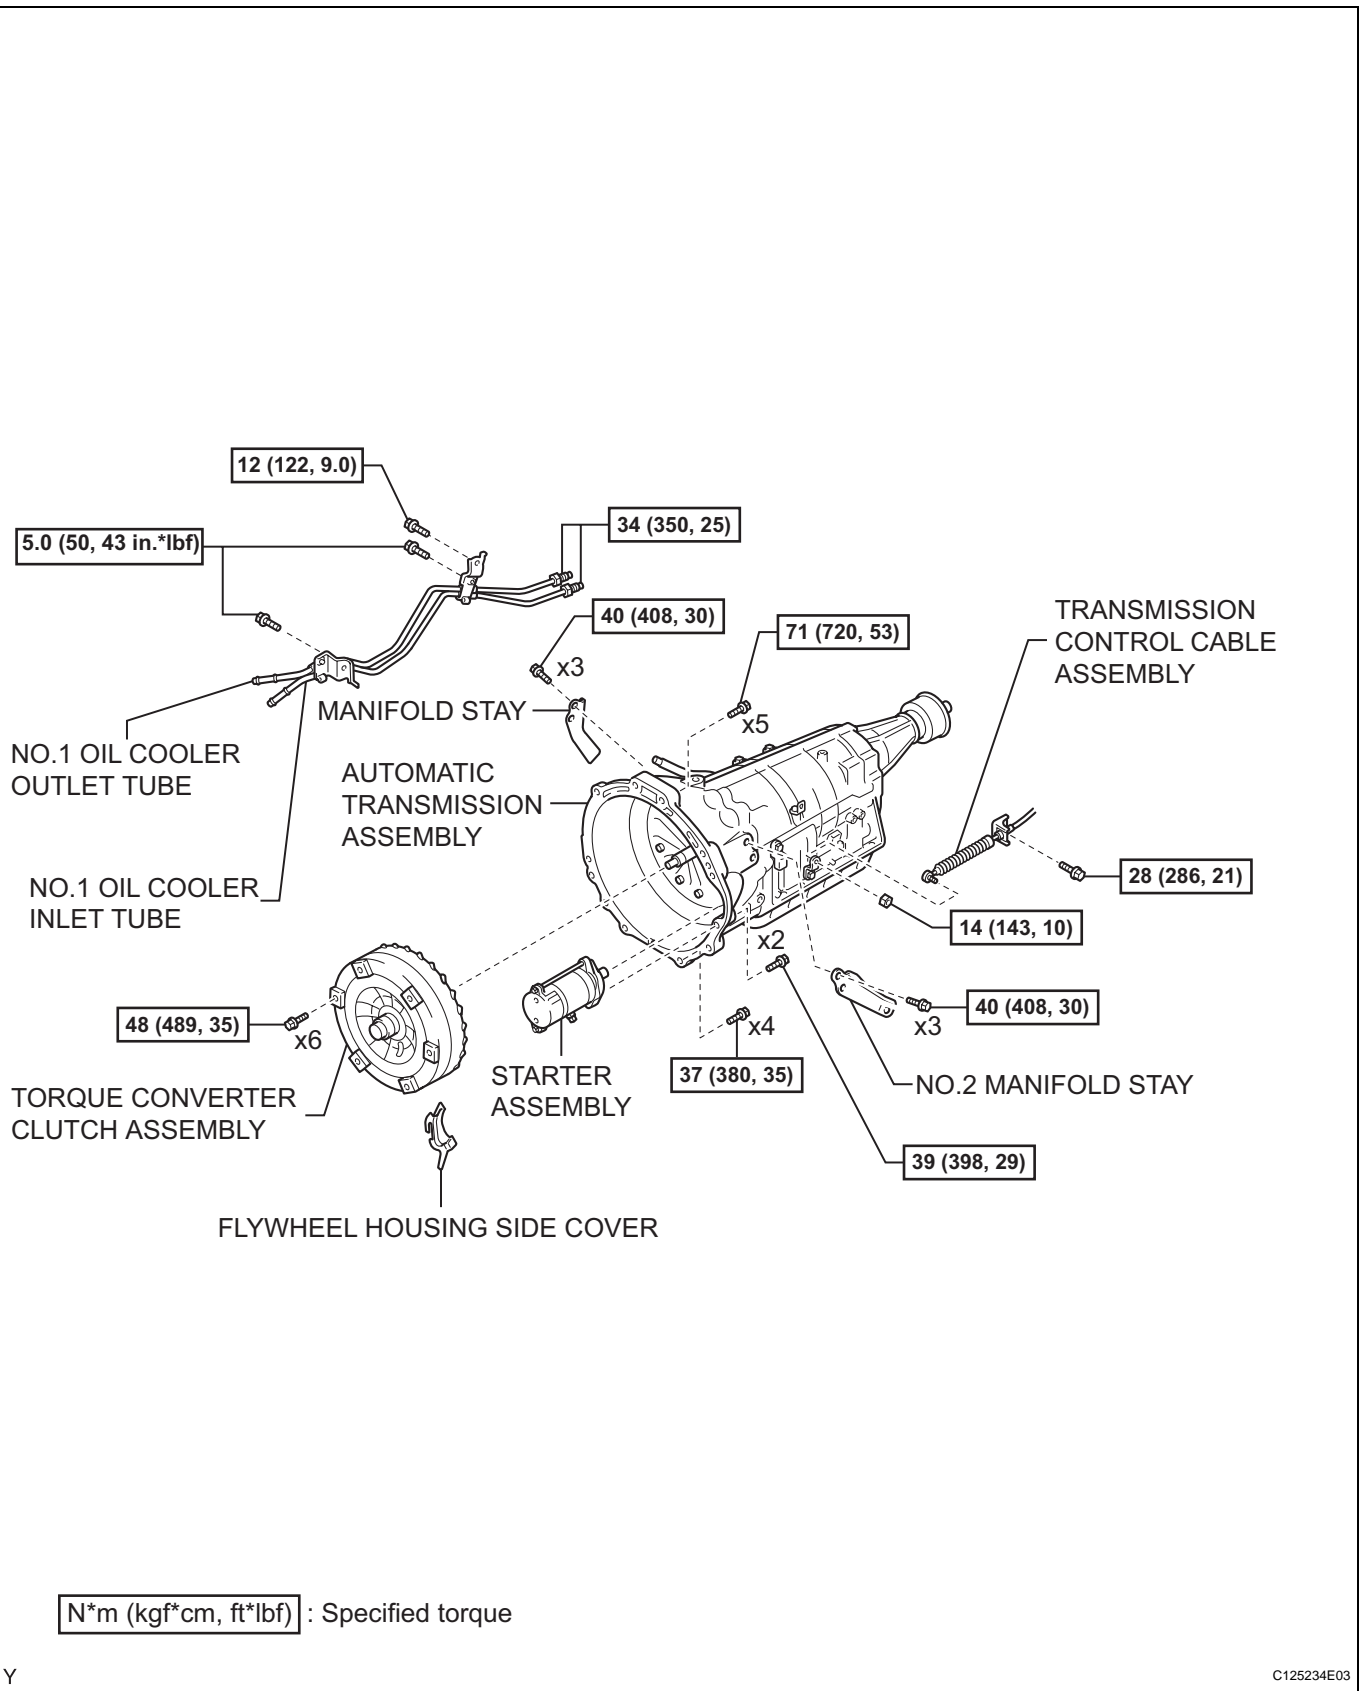 12 (122, 9.0)
5.0 (50, 43 in.*lbf)
34 (350, 25)
40 (408, 30)
x3
71 (720, 53)
x5
TRANSMISSION
CONTROL CABLE
ASSEMBLY
MANIFOLD STAY
NO.1 OIL COOLER
OUTLET TUBE
AUTOMATIC
TRANSMISSION
ASSEMBLY
NO.1 OIL COOLER
INLET TUBE
28 (286, 21)
14 (143, 10)
x2
48 (489, 35)
x6
40 (408, 30)
x3
x4
37 (380, 35)
STARTER
ASSEMBLY
NO.2 MANIFOLD STAY
TORQUE CONVERTER
CLUTCH ASSEMBLY
39 (398, 29)
FLYWHEEL HOUSING SIDE COVER
N*m (kgf*cm, ft*lbf) : Specified torque
Y
C125234E03